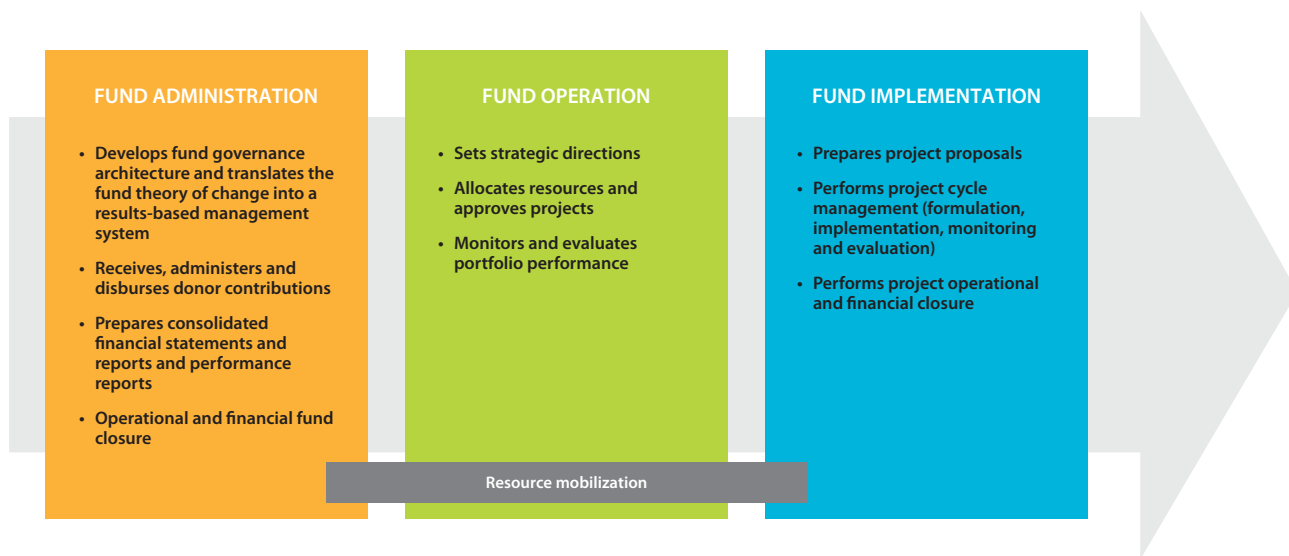 FUND ADMINISTRATION
• Develops fund governance
architecture and translates the
fund theory of change into a
results-based management
system
• Receives, administers and
disburses donor contributions
• Prepares consolidated
financial statements and
reports and performance
reports
• Operational and financial fund
closure
FUND OPERATION
• Sets strategic directions
• Allocates resources and
approves projects
• Monitors and evaluates
portfolio performance
FUND IMPLEMENTATION
• Prepares project proposals
• Performs project cycle
management (formulation,
implementation, monitoring
and evaluation)
• Performs project operational
and financial closure
Resource mobilization